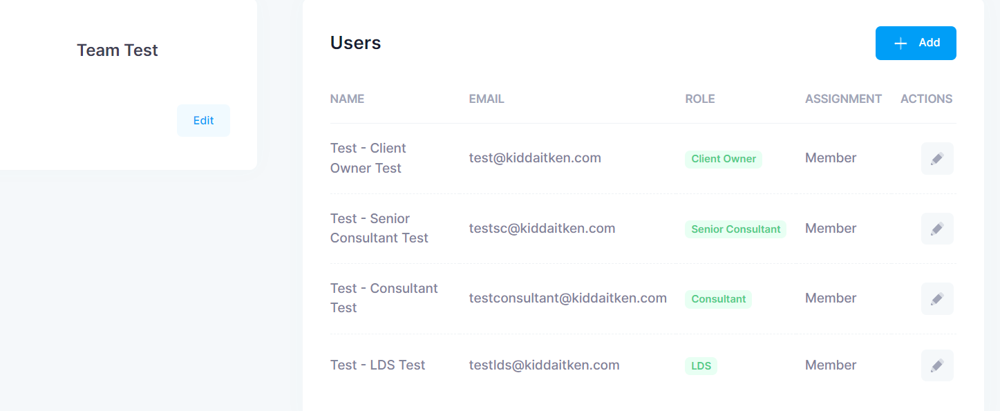 Team Test
Edit
Users
Add
NAME EMAIL ROLE ASSIGNMENT ACTIONS
Test - Client
Owner Test
test@kiddaitken.com Client Owner Member
Test - Senior
Consultant Test
testsc@kiddaitken.com Senior Consultant Member
Test - Consultant
Test
testconsultant@kiddaitken.com Consultant Member
Test - LDS Test testlds@kiddaitken.com LDS Member